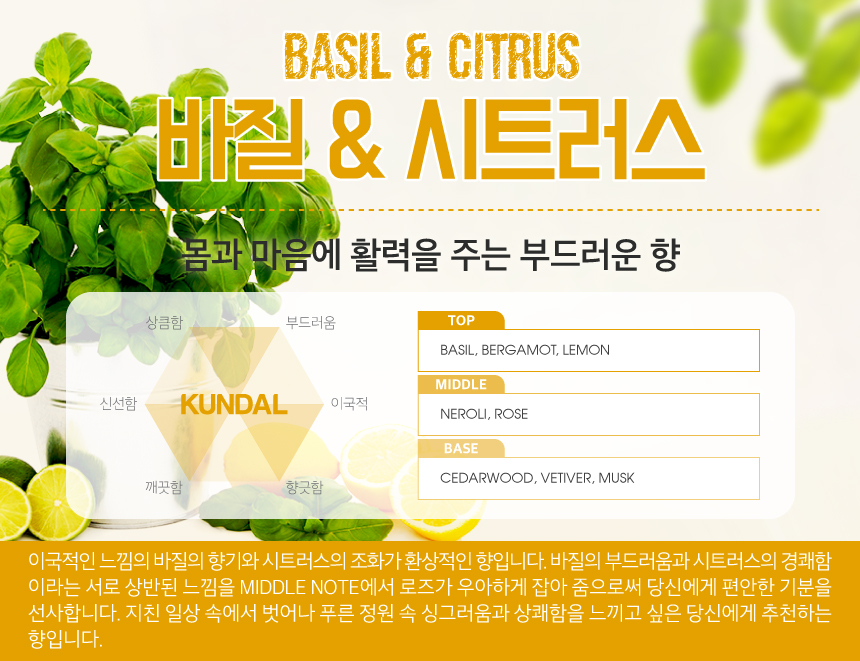 BASIL & CITRUS
바질 & 시트러스
몸과 마음에 활력을 주는 부드러운 향
상큼함
부드러움
신선함
KUNDAL
이국적
깨끗함
향긋함
TOP
BASIL, BERGAMOT, LEMON
MIDDLE
NEROLI, ROSE
BASE
CEDARWOOD, VETIVER, MUSK
이국적인 느낌의 바질의 향기와 시트러스의 조화가 환상적인 향입니다. 바질의 부드러움과 시트러스의 경쾌함
이라는 서로 상반된 느낌을 MIDDLE NOTE에서 로즈가 우아하게 잡아 줌으로써 당신에게 편안한 기분을
선사합니다. 지친 일상 속에서 벗어나 푸른 정원 속 싱그러움과 상쾌함을 느끼고 싶은 당신에게 추천하는
향입니다.